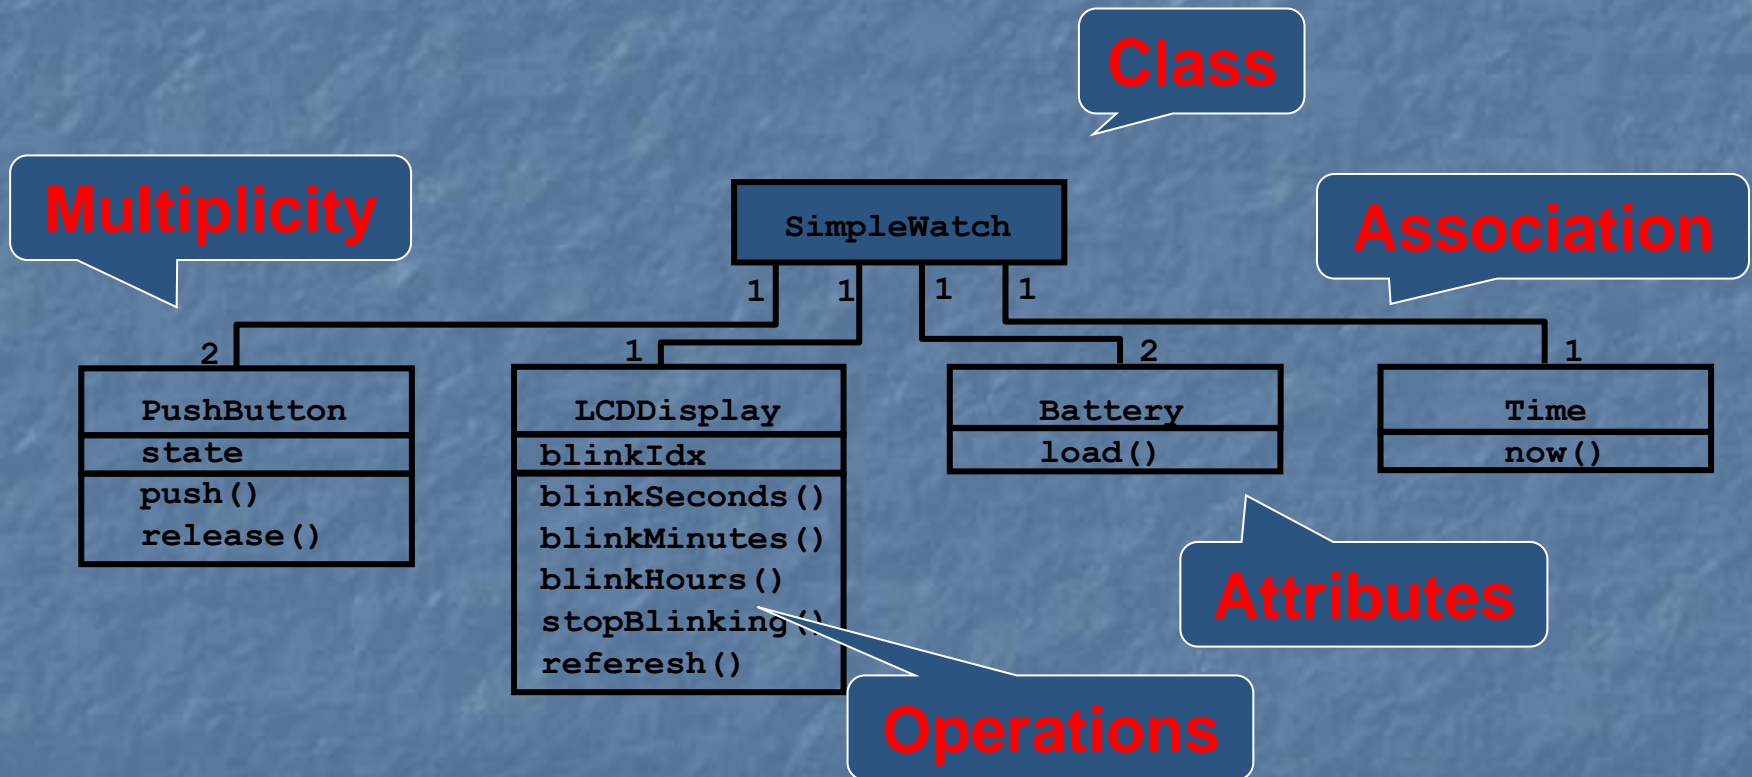 Class
Multiplicity
SimpleWatch
Association
1 1 1 1
2 1 2 1
PushButton
state
push()
release()
LCDDisplay
blinkIdx
blinkSeconds()
blinkMinutes()
blinkHours()
stopBlinking()
referesh()
Battery
load()
Time
now()
Attributes
Operations